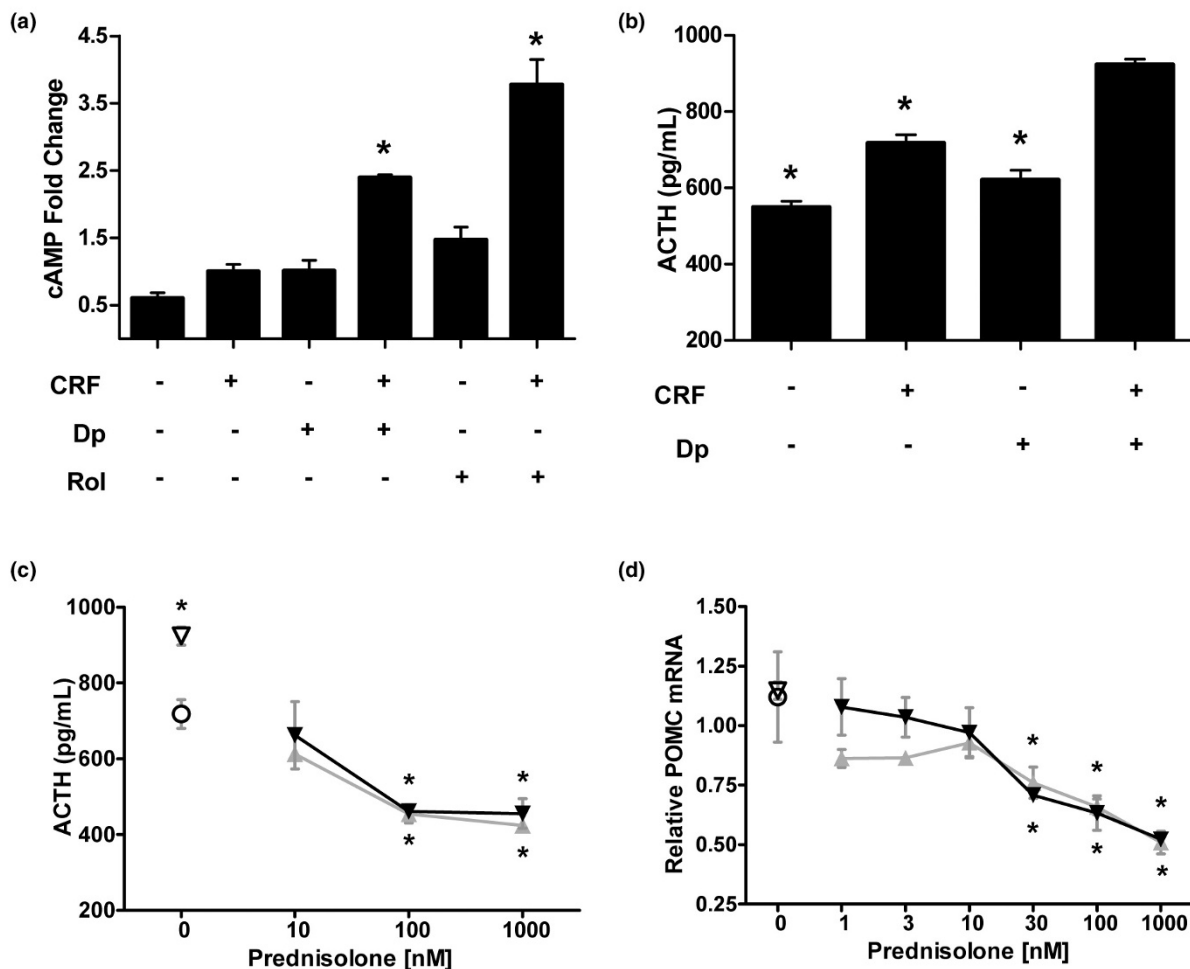 (a)
cAMP Fold Change
4.5
3.5
2.5
1.5
0.5
*
*
CRF - + - + - +
Dp - - + + - -
Rol - - - - + +
(b)
ACTH (pg/mL)
1000
800
600
400
200
*
*
*
CRF - + - +
Dp - - + +
(c)
ACTH (pg/mL)
1000
800
600
400
200
*
* *
* *
0 10 100 1000
Prednisolone [nM]
(d)
Relative POMC mRNA
1.50
1.25
1.00
0.75
0.50
0.25
* * *
* * *
0 1 3 10 30 100 1000
Prednisolone [nM]